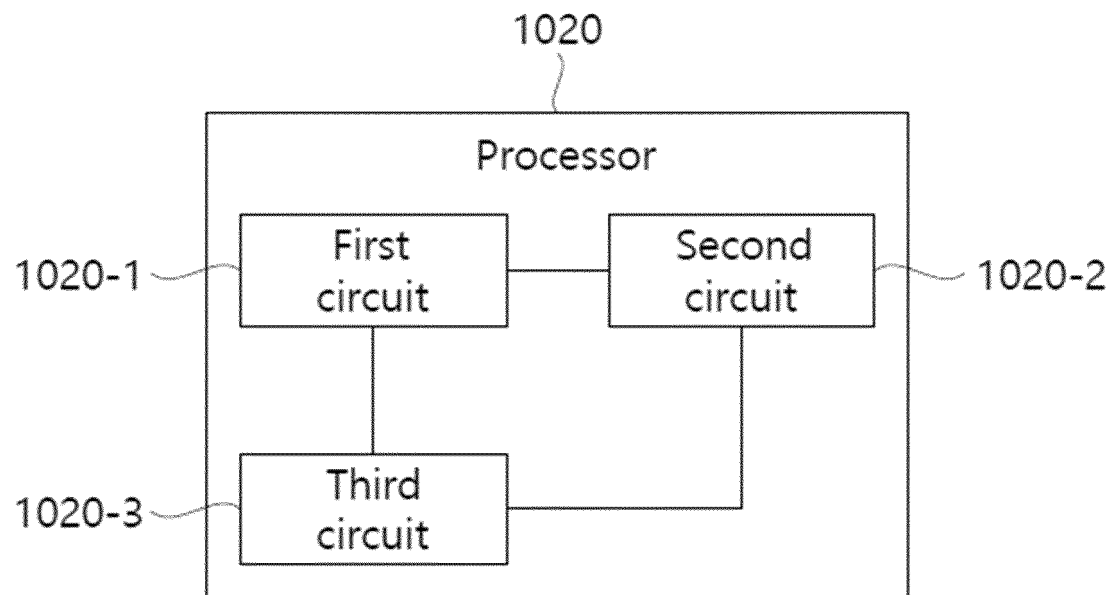 1020
Processor
First
circuit
Second
circuit
1020-1
1020-2
Third
circuit
1020-3